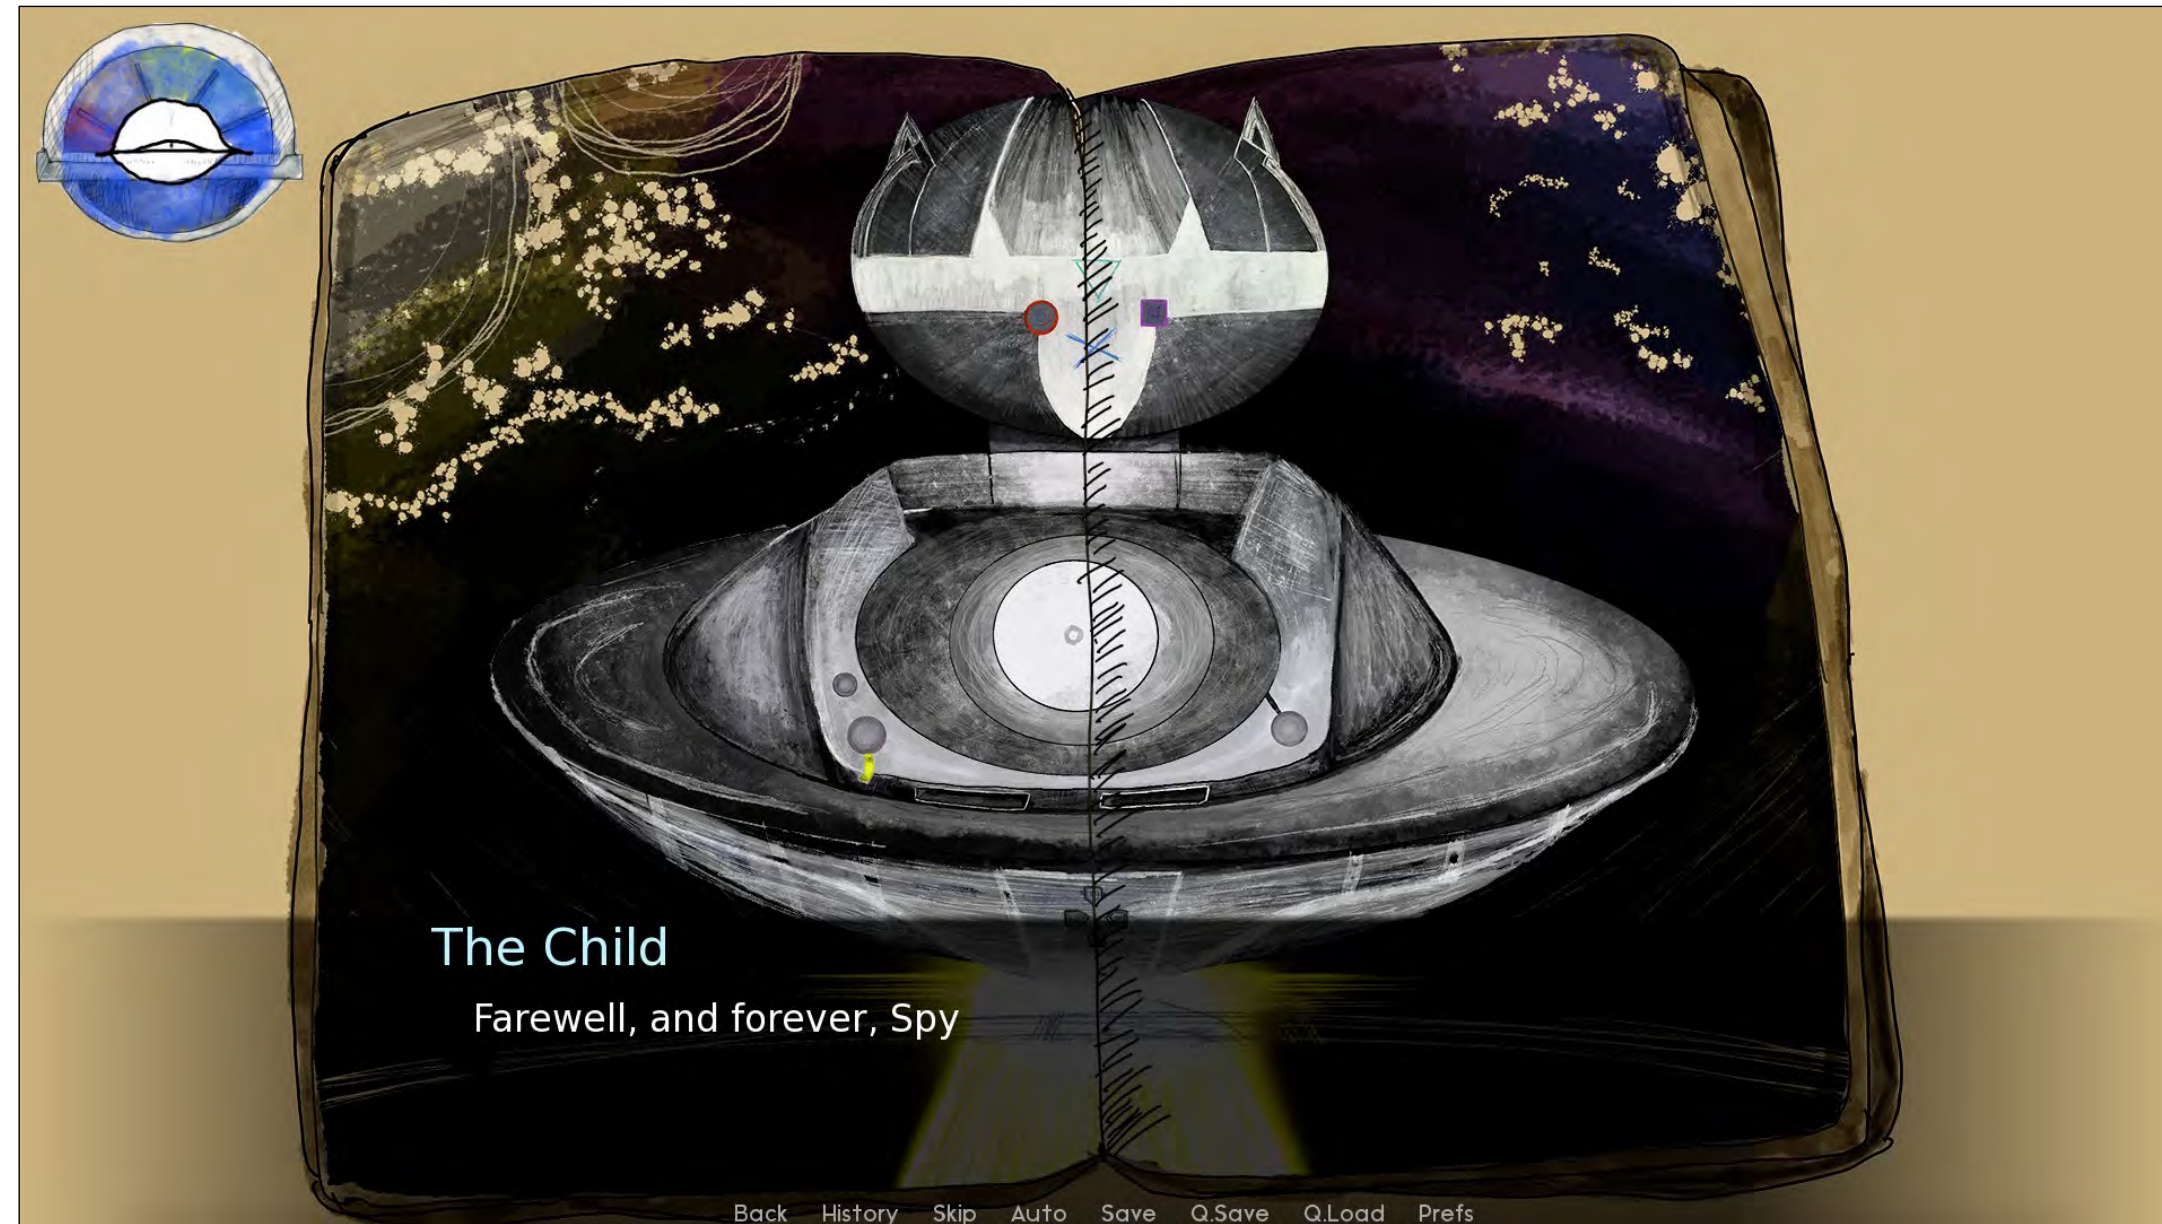 The Child
Farewell, and forever, Spy
Back History Skip Auto Save Q.Save Q.Load Prefs